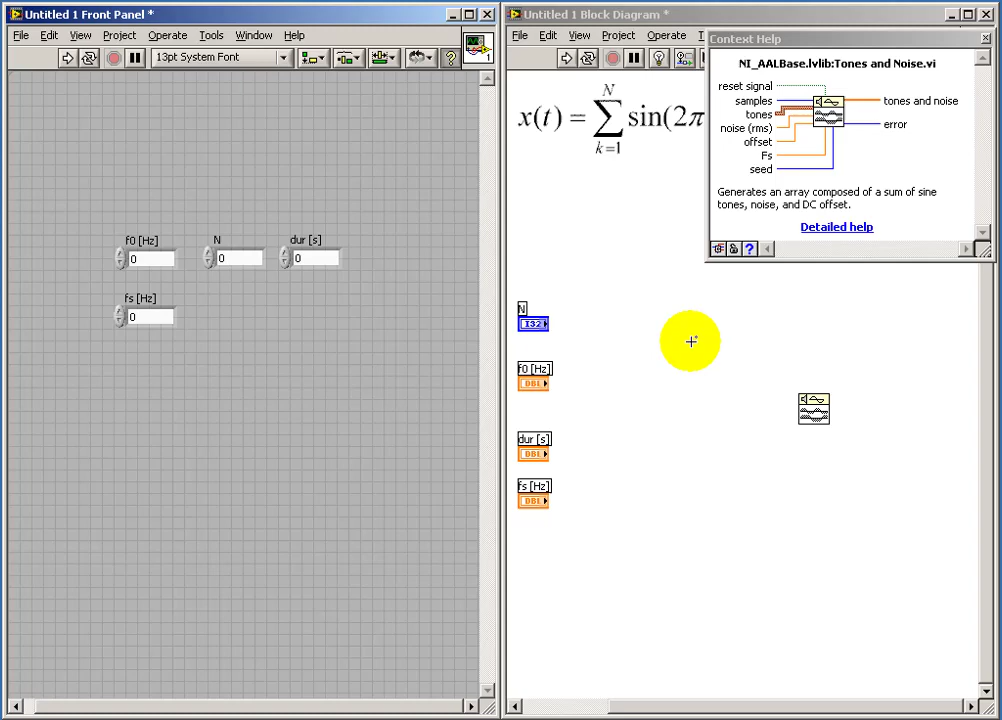 Untitled 1 Front Panel *
File Edit View Project Operate Tools Window Help
13pt System Font
1
f0 [Hz] N dur [s]
0 0 0
fs [Hz]
0
Untitled 1 Block Diagram *
File Edit View Project Operate T
x(t) = N ∑ k=1 sin(2π
Context Help
NI_AALBase.lvlib:Tones and Noise.vi
reset signal
samples
tones
noise (rms)
offset
Fs
seed
tones and noise
error
Generates an array composed of a sum of sine
tones, noise, and DC offset.
Detailed help
?
N
I32
f0 [Hz]
DBL
dur [s]
DBL
fs [Hz]
DBL